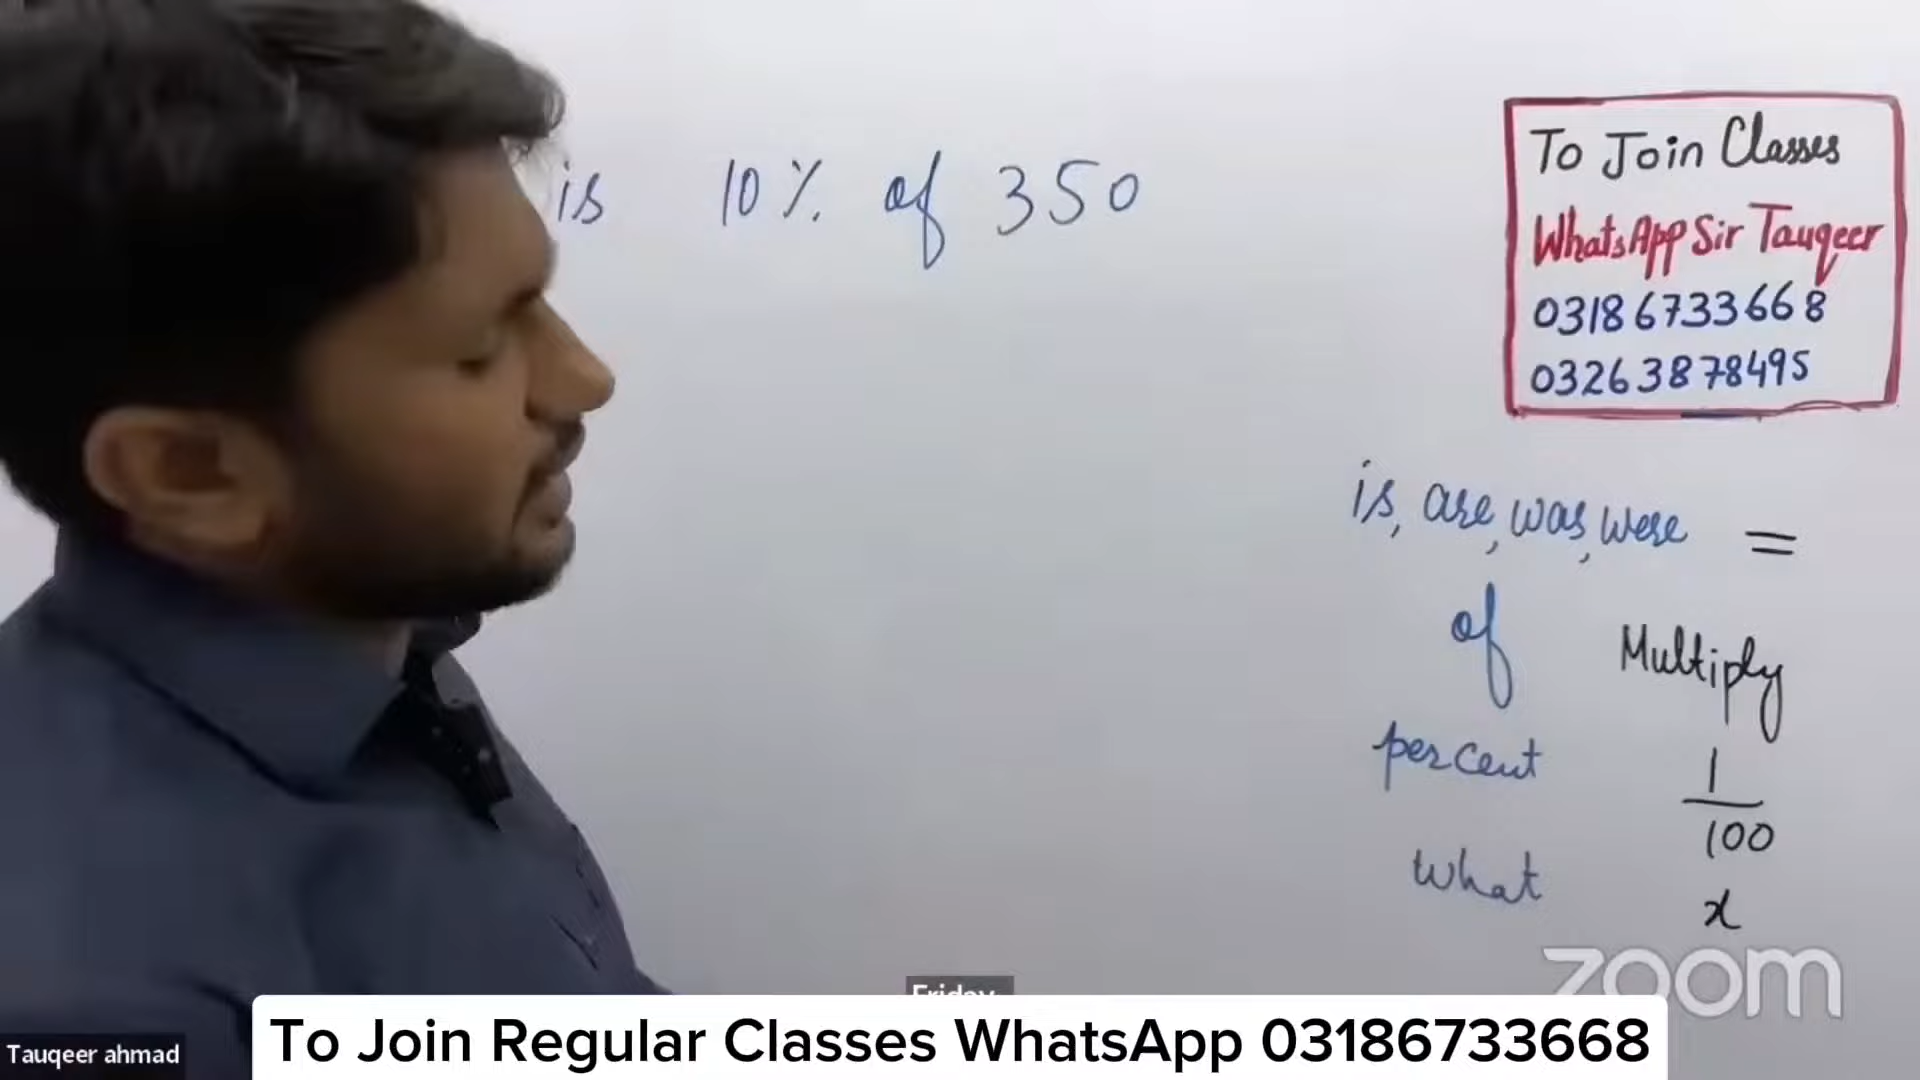 is 10% of 350
To Join Classes
WhatsApp Sir Tauqeer
03186733668
03263878495
is, are, was, were =
of Multiply
percent 1/100
what x
zoom
Friday
Tauqeer ahmad
To Join Regular Classes WhatsApp 03186733668